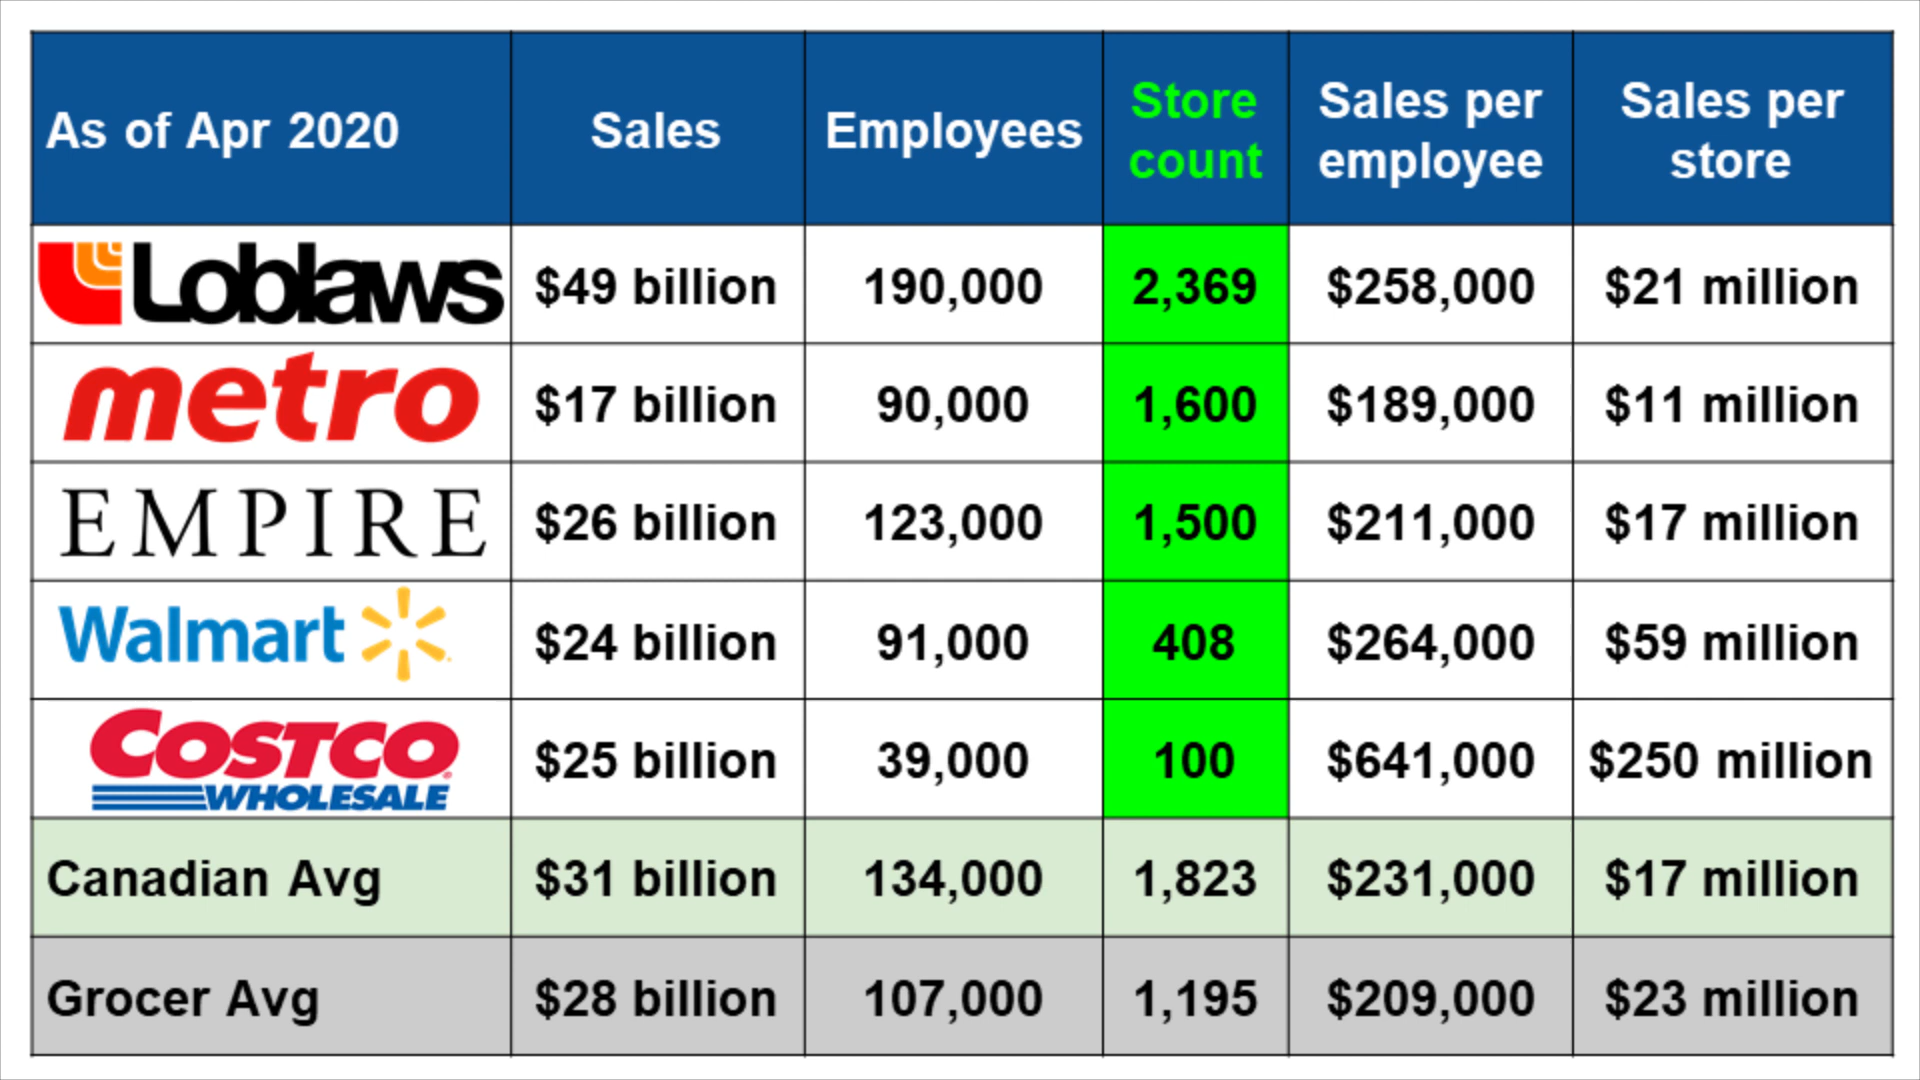 As of Apr 2020 Sales Employees Store count Sales per employee Sales per store
Loblaws $49 billion 190,000 2,369 $258,000 $21 million
metro $17 billion 90,000 1,600 $189,000 $11 million
EMPIRE $26 billion 123,000 1,500 $211,000 $17 million
Walmart $24 billion 91,000 408 $264,000 $59 million
COSTCO WHOLESALE $25 billion 39,000 100 $641,000 $250 million
Canadian Avg $31 billion 134,000 1,823 $231,000 $17 million
Grocer Avg $28 billion 107,000 1,195 $209,000 $23 million